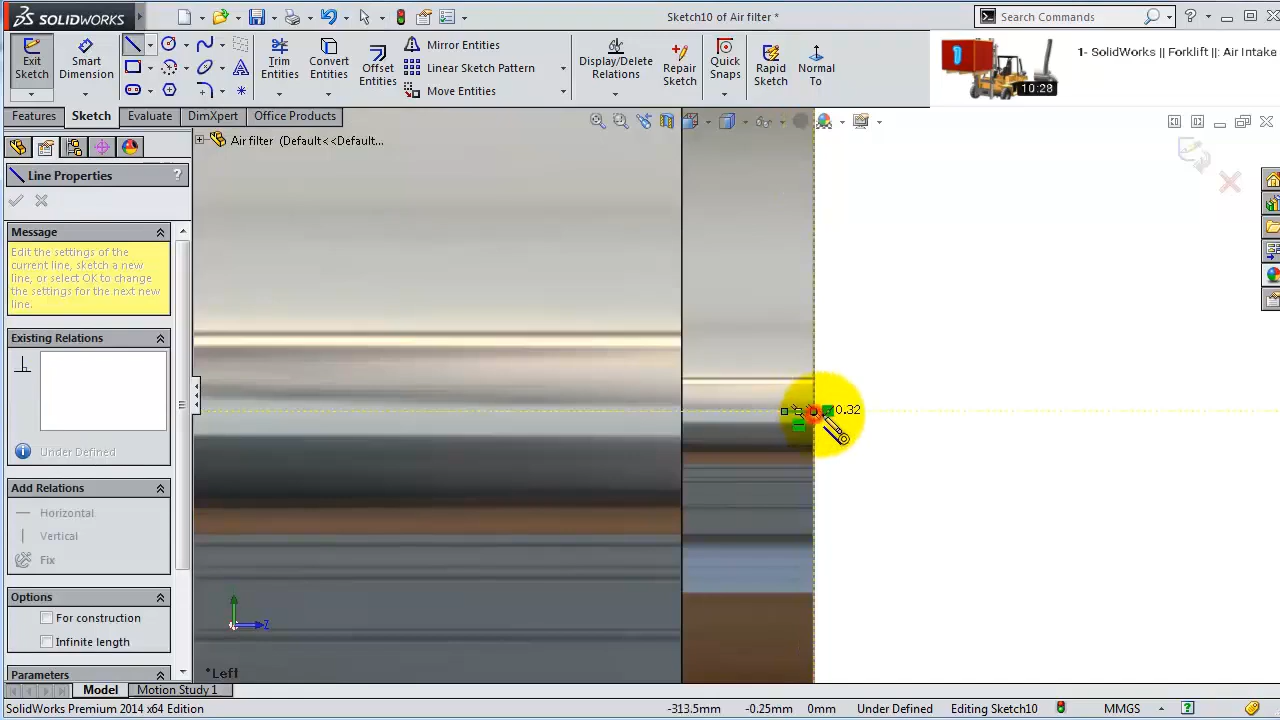 SOLIDWORKS
Sketch10 of Air filter *
Search Commands
Exit Sketch
Smart Dimension
Trim Entities
Convert Entities
Offset Entities
Mirror Entities
Linear Sketch Pattern
Move Entities
Display/Delete Relations
Repair Sketch
Quick Snaps
Rapid Sketch
Normal To
1- SolidWorks || Forklift ||: Air Intake
10:28
Features
Sketch
Evaluate
DimXpert
Office Products
Air filter (Default< <Default...
Line Properties
?
Message
Edit the settings of the
current line, sketch a new
line, or select OK to change
the settings for the next new
line.
Existing Relations
Under Defined
Add Relations
Horizontal
Vertical
Fix
Options
For construction
Infinite length
Parameters
0.32
Z
*Left
Model
Motion Study 1
SolidWorks Premium 2014 x64 Edition
-313.5mm
-0.25mm
0mm
Under Defined
Editing Sketch10
MMGS